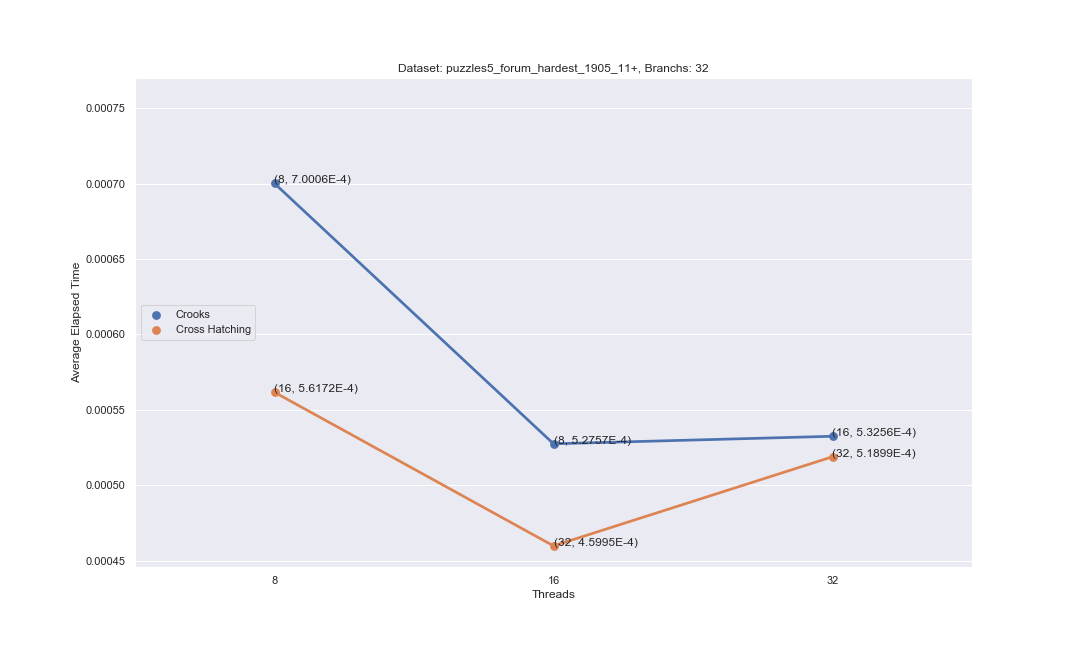 Dataset: puzzles5_forum_hardest_1905_11+, Branchs: 32
0.00075
0.00070
0.00065
0.00060
0.00055
0.00050
0.00045
Average Elapsed Time
(8, 7.0006E-4)
Crooks
Cross Hatching
(16, 5.6172E-4)
(8, 5.2757E-4)
(16, 5.3256E-4)
(32, 5.1899E-4)
(32, 4.5995E-4)
8
16
32
Threads